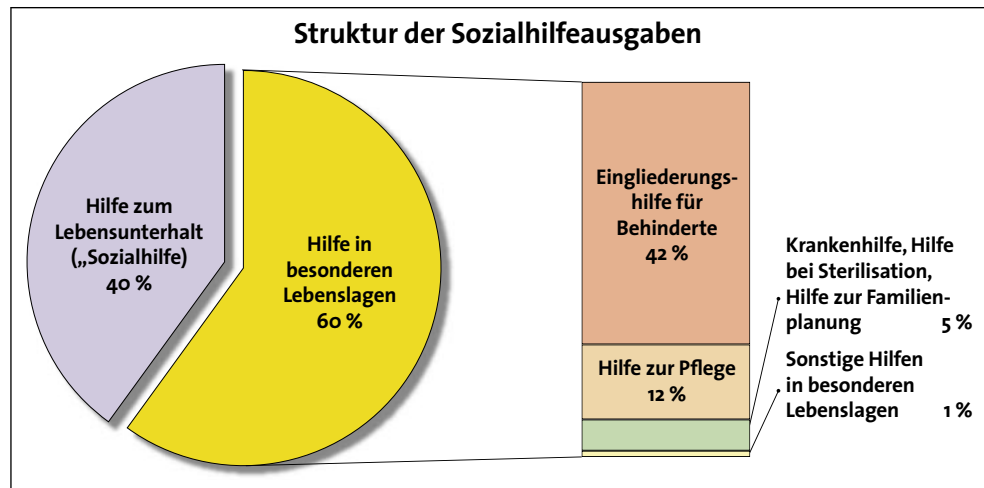 Struktur der Sozialhilfeausgaben
Hilfe zum
Lebensunterhalt
(„Sozialhilfe)
40 %
Hilfe in
besonderen
Lebenslagen
60 %
Eingliederungs-
hilfe für
Behinderte
42 %
Hilfe zur Pflege
12 %
Krankenhilfe, Hilfe
bei Sterilisation,
Hilfe zur Familien-
planung 5 %
Sonstige Hilfen
in besonderen
Lebenslagen 1 %